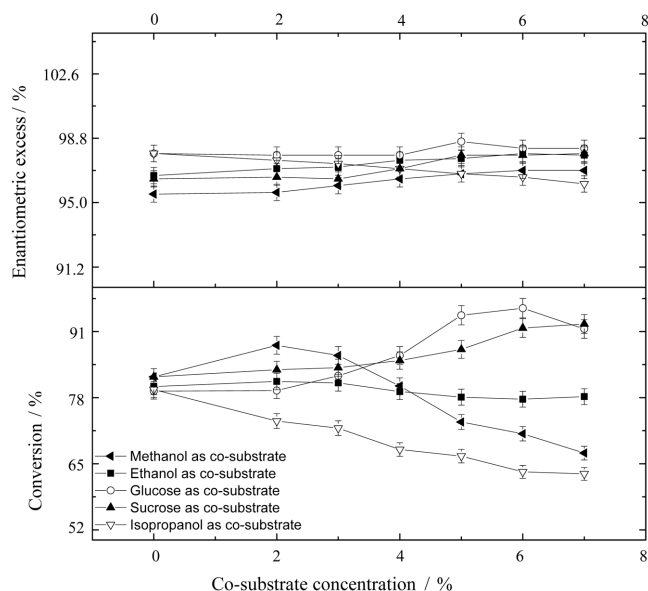 0 2 4 6 8
102.6
98.8
95.0
91.2
Enantiometric excess / %
91
78
65
52
Conversion / %
Methanol as co-substrate
Ethanol as co-substrate
Glucose as co-substrate
Sucrose as co-substrate
Isopropanol as co-substrate
0 2 4 6 8
Co-substrate concentration / %